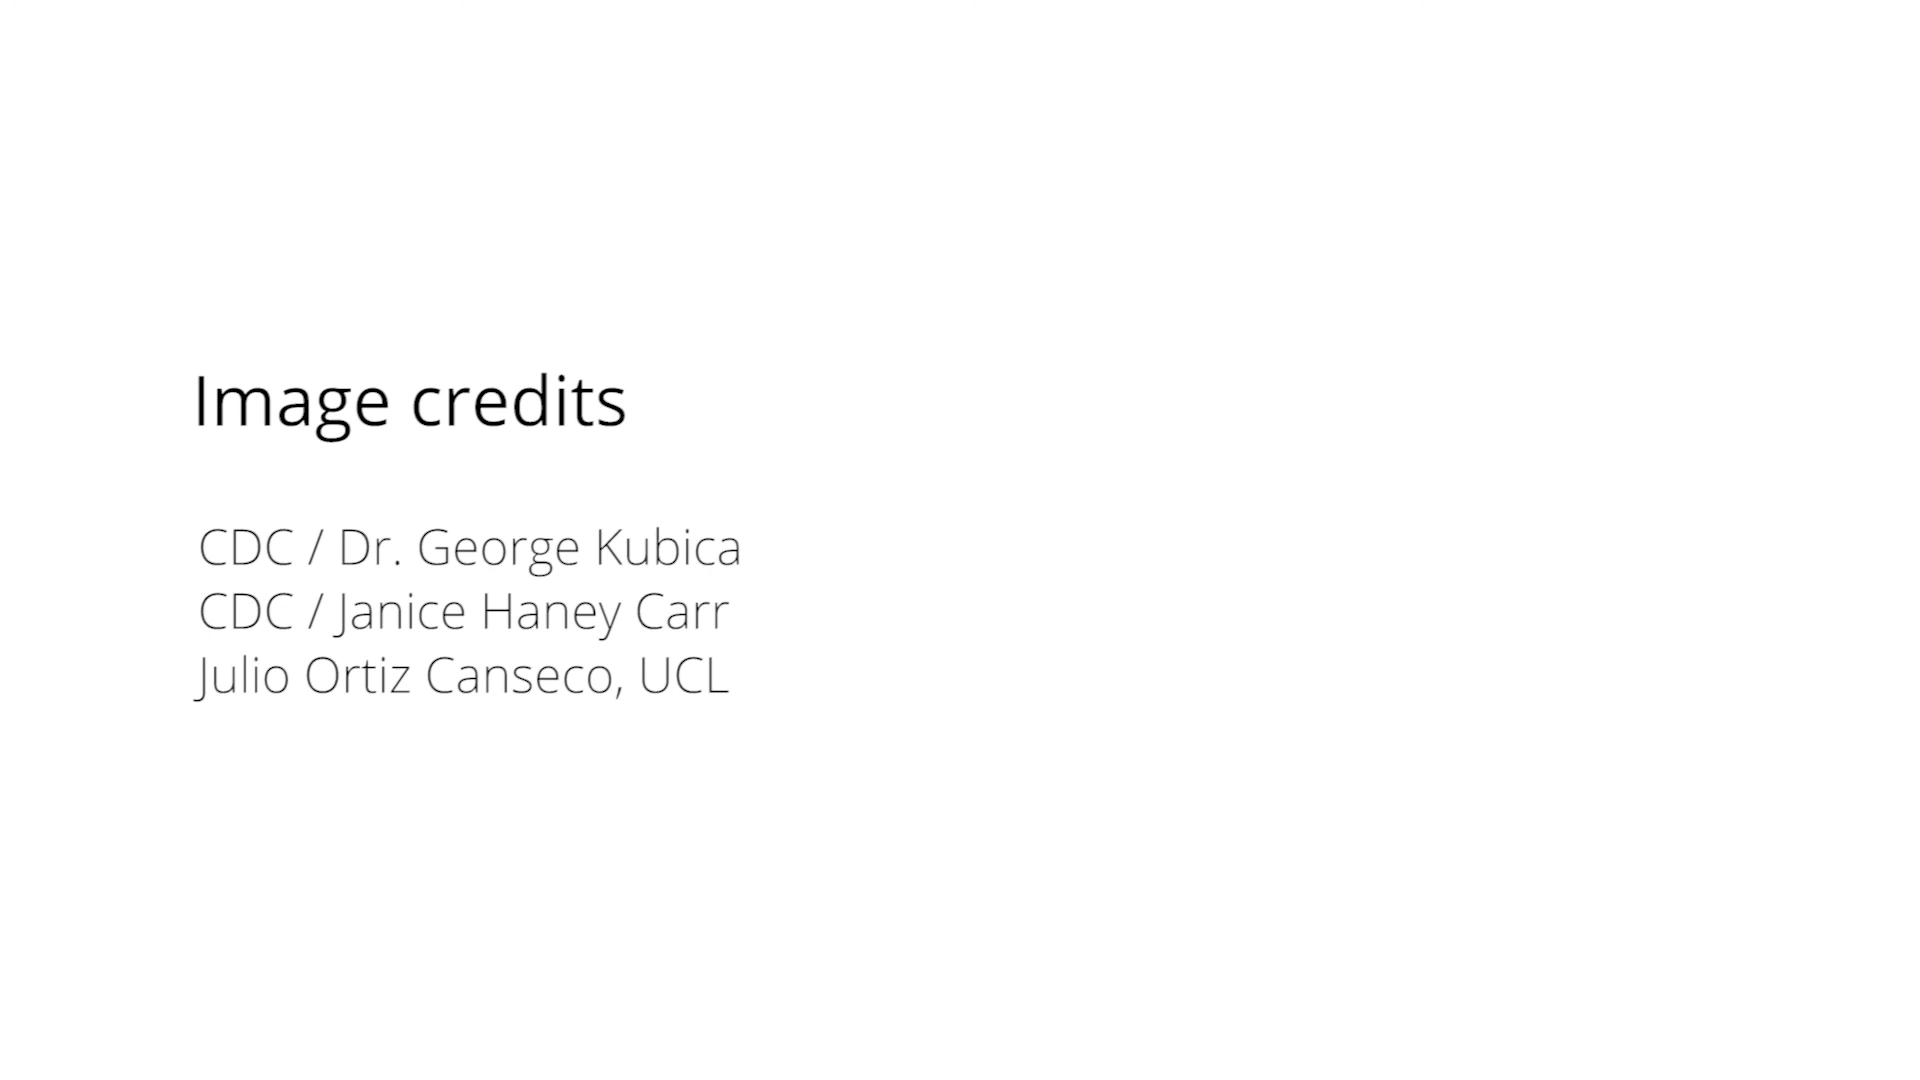 Image credits
CDC / Dr. George Kubica
CDC / Janice Haney Carr
Julio Ortiz Canseco, UCL